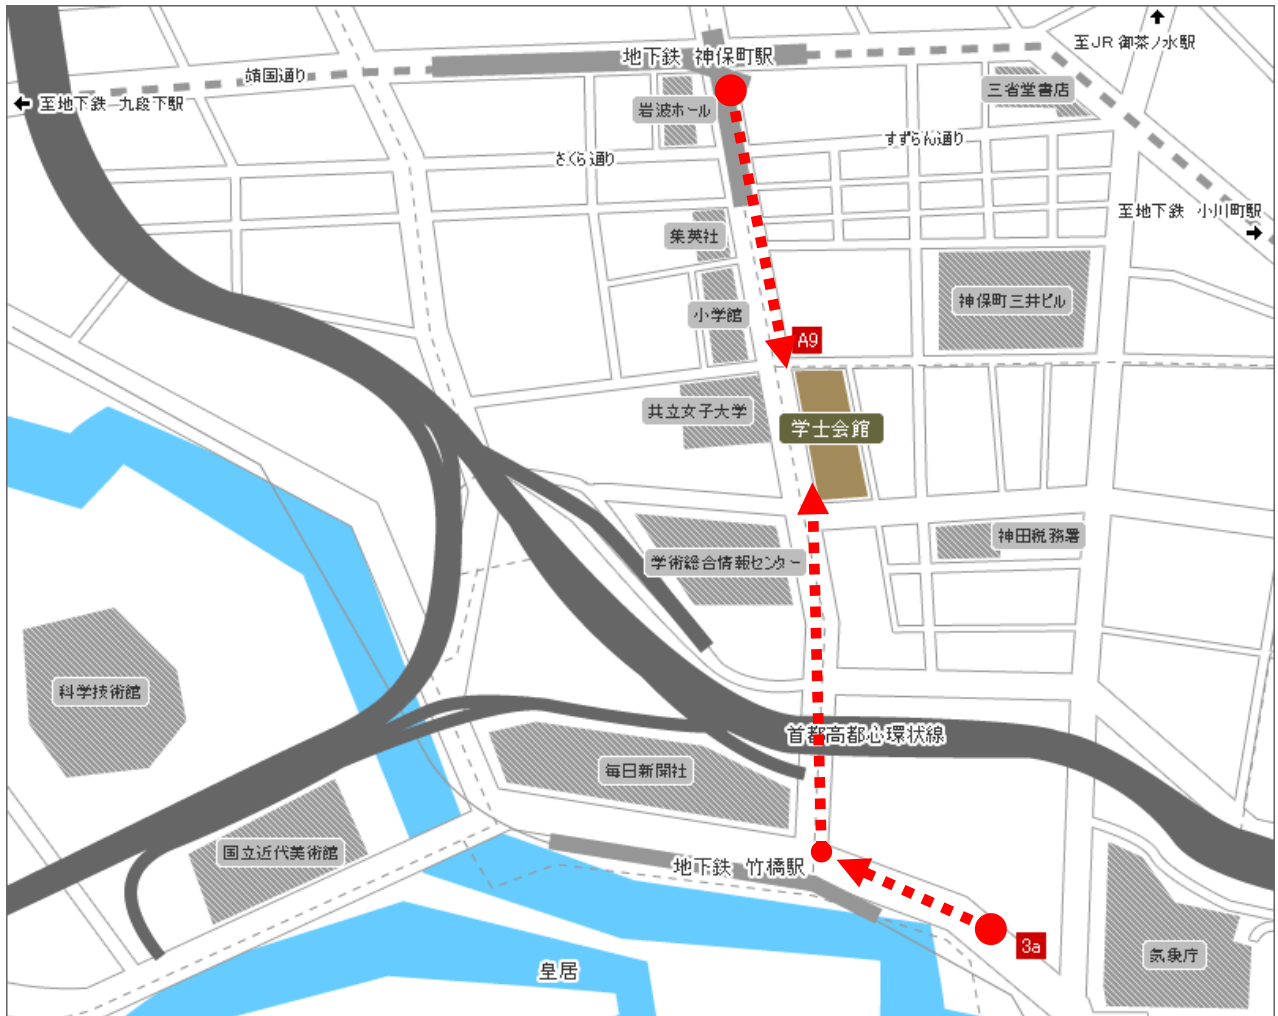 地下鉄 神保町駅
至JR 御茶ノ水駅
靖国通り
至地下鉄 九段下駅
三省堂書店
岩波ホール
すずらん通り
さくら通り
至地下鉄 小川町駅
集英社
神保町三井ビル
小学館
A9
共立女子大学
学士会館
神田税務署
学術総合情報センター
科学技術館
首都高都心環状線
毎日新聞社
国立近代美術館
地下鉄 竹橋駅
3a
気象庁
皇居